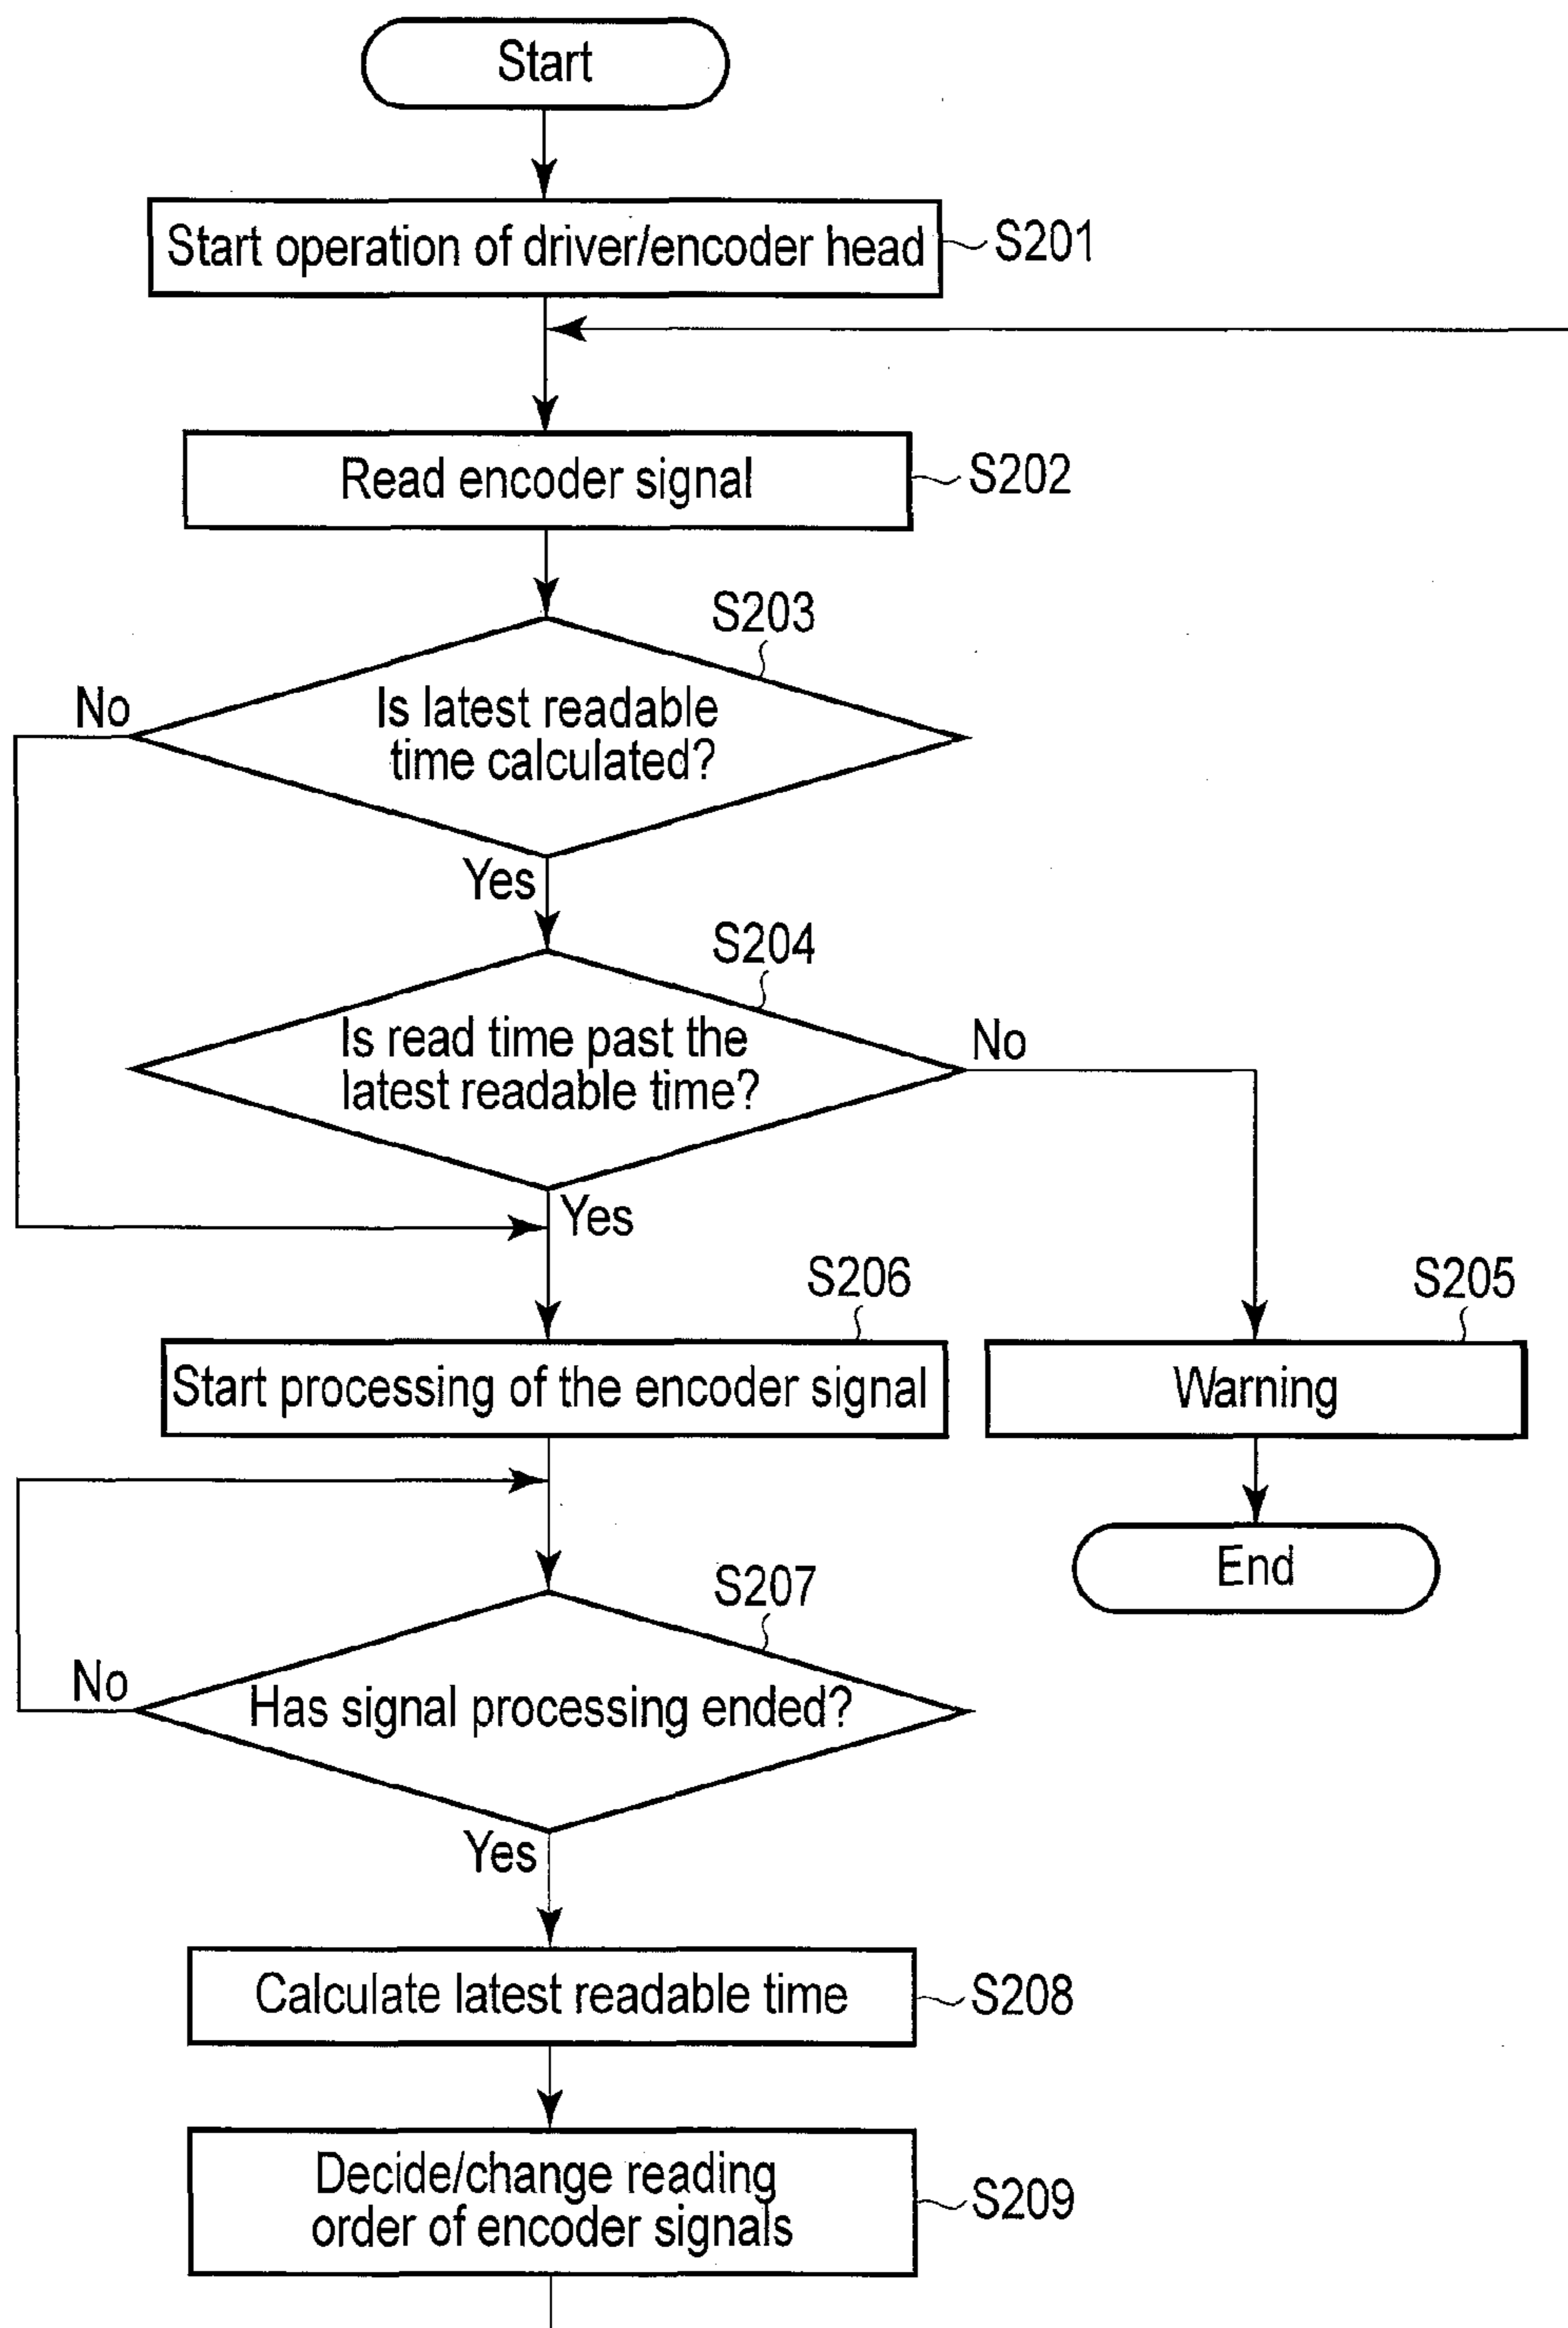 Start
Start operation of driver/encoder head
S201
Read encoder signal
S202
S203
No
Is latest readable
time calculated?
Yes
S204
Is read time past the
latest readable time?
No
Yes
S206
S205
Start processing of the encoder signal
Warning
End
S207
No
Has signal processing ended?
Yes
Calculate latest readable time
S208
Decide/change reading
order of encoder signals
S209